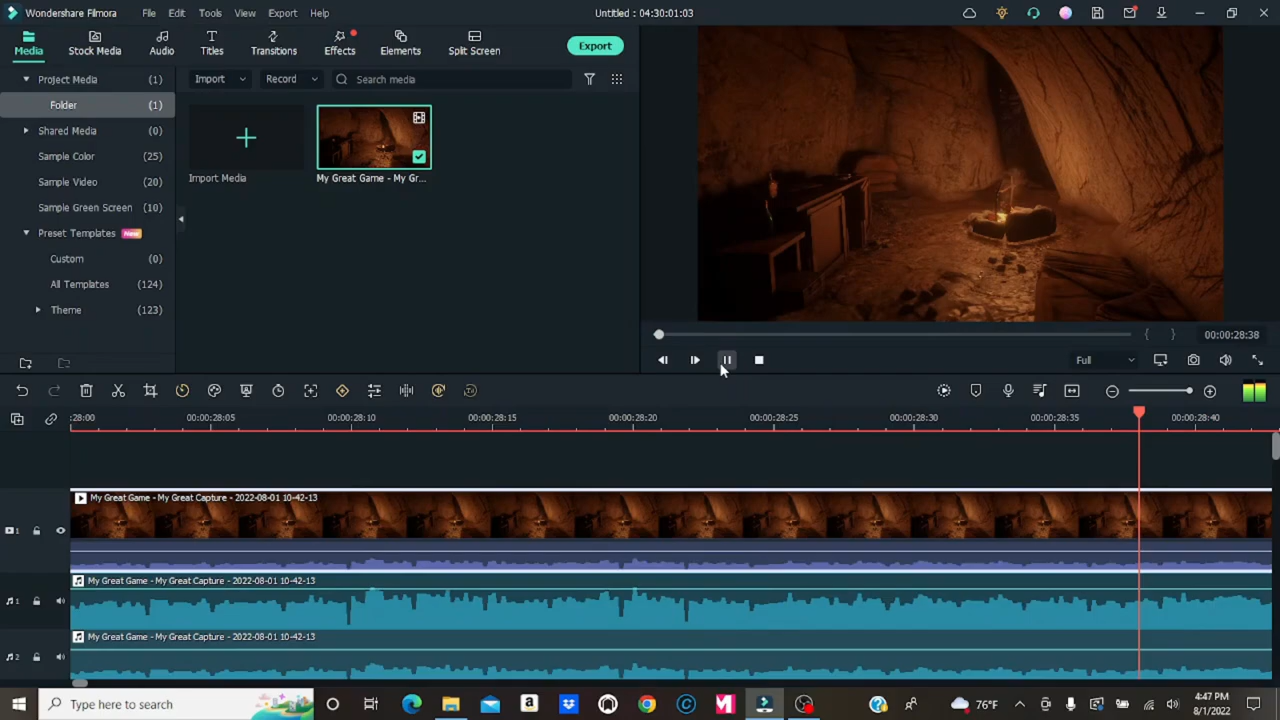 Wondershare Filmora File Edit Tools View Export Help Untitled : 04:30:01:03
Media Stock Media Audio Titles Transitions Effects Elements Split Screen Export
Project Media (1)
Folder (1)
Shared Media (0)
Sample Color (25)
Sample Video (20)
Sample Green Screen (10)
Preset Templates New
Custom (0)
All Templates (124)
Theme (123)
Import Record Search media
Import Media My Great Game - My Gr...
00:00:28:38
Full
:28:00 00:00:28:05 00:00:28:10 00:00:28:15 00:00:28:20 00:00:28:25 00:00:28:30 00:00:28:35 00:00:28:40
My Great Game - My Great Capture - 2022-08-01 10-42-13
1
My Great Game - My Great Capture - 2022-08-01 10-42-13
1
My Great Game - My Great Capture - 2022-08-01 10-42-13
2
Type here to search
76°F
4:47 PM
8/1/2022